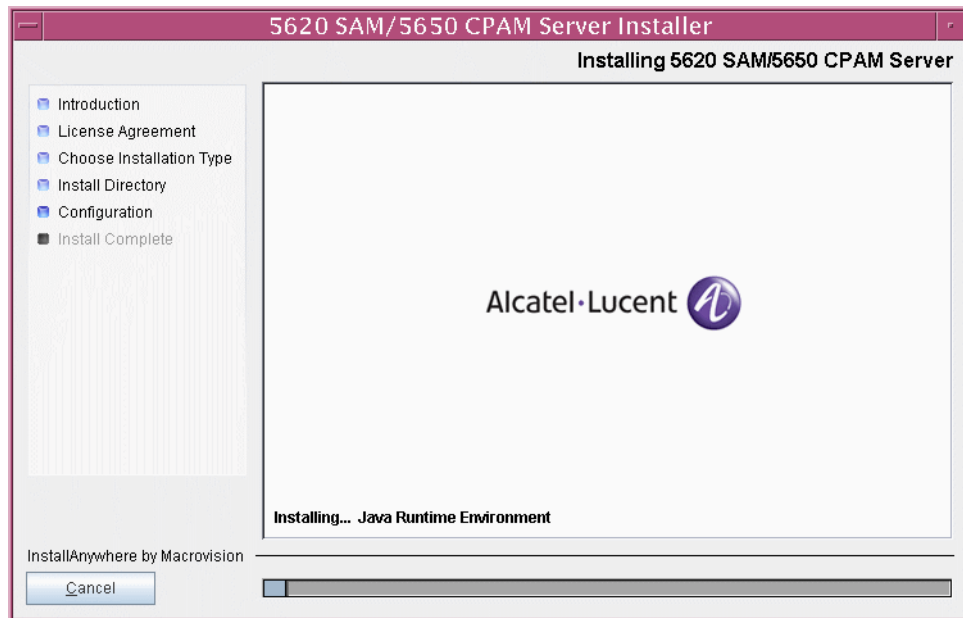 5620 SAM/5650 CPAM Server Installer
Installing 5620 SAM/5650 CPAM Server
Introduction
License Agreement
Choose Installation Type
Install Directory
Configuration
Install Complete
Alcatel·Lucent
Installing... Java Runtime Environment
InstallAnywhere by Macrovision
Cancel